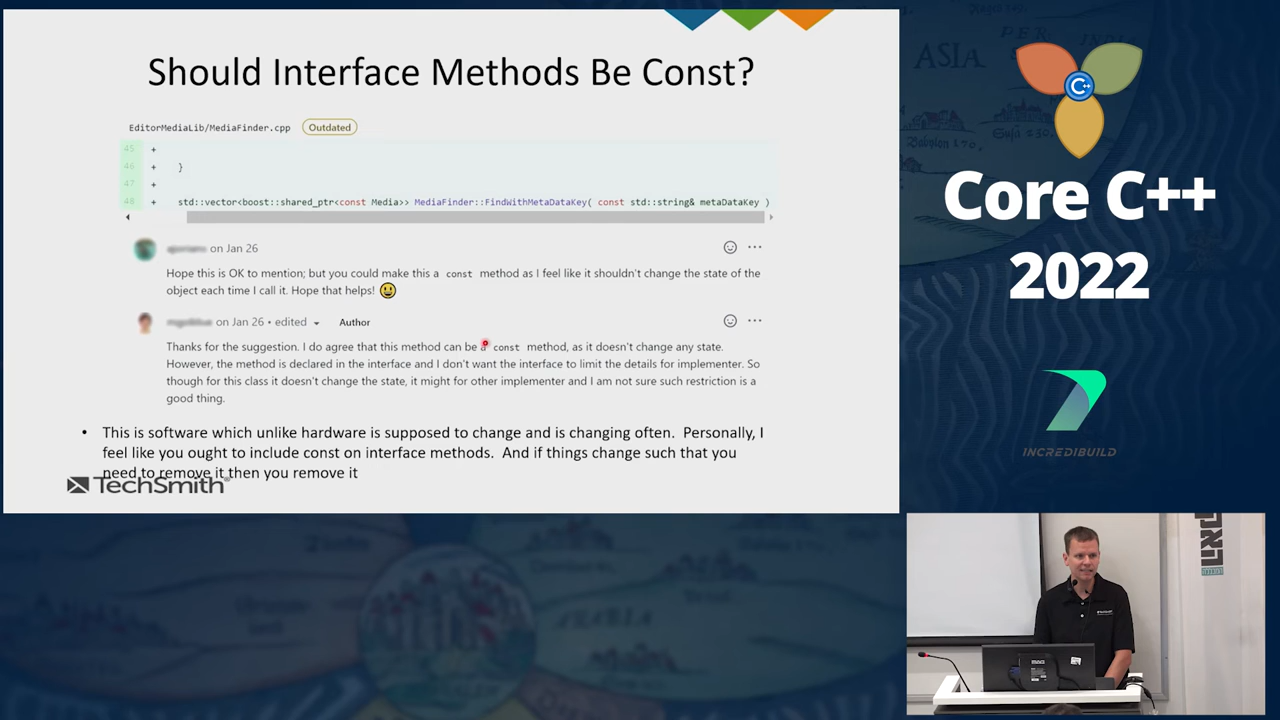 Should Interface Methods Be Const?
EditorMediaLib/MediaFinder.cpp Outdated
45 +
46 + }
47 +
48 + std::vector<boost::shared_ptr<const Media>> MediaFinder::FindWithMetaDataKey( const std::string& metaDataKey )
on Jan 26
Hope this is OK to mention; but you could make this a const method as I feel like it shouldn't change the state of the
object each time I call it. Hope that helps!
on Jan 26 • edited Author
Thanks for the suggestion. I do agree that this method can be a const method, as it doesn't change any state.
However, the method is declared in the interface and I don't want the interface to limit the details for implementer. So
though for this class it doesn't change the state, it might for other implementer and I am not sure such restriction is a
good thing.
• This is software which unlike hardware is supposed to change and is changing often. Personally, I
feel like you ought to include const on interface methods. And if things change such that you
need to remove it then you remove it
TechSmith
ASIA
PER
INDIA
Babylon 170.
Susa 230.
C++
Core C++
2022
INCREDIBUILD